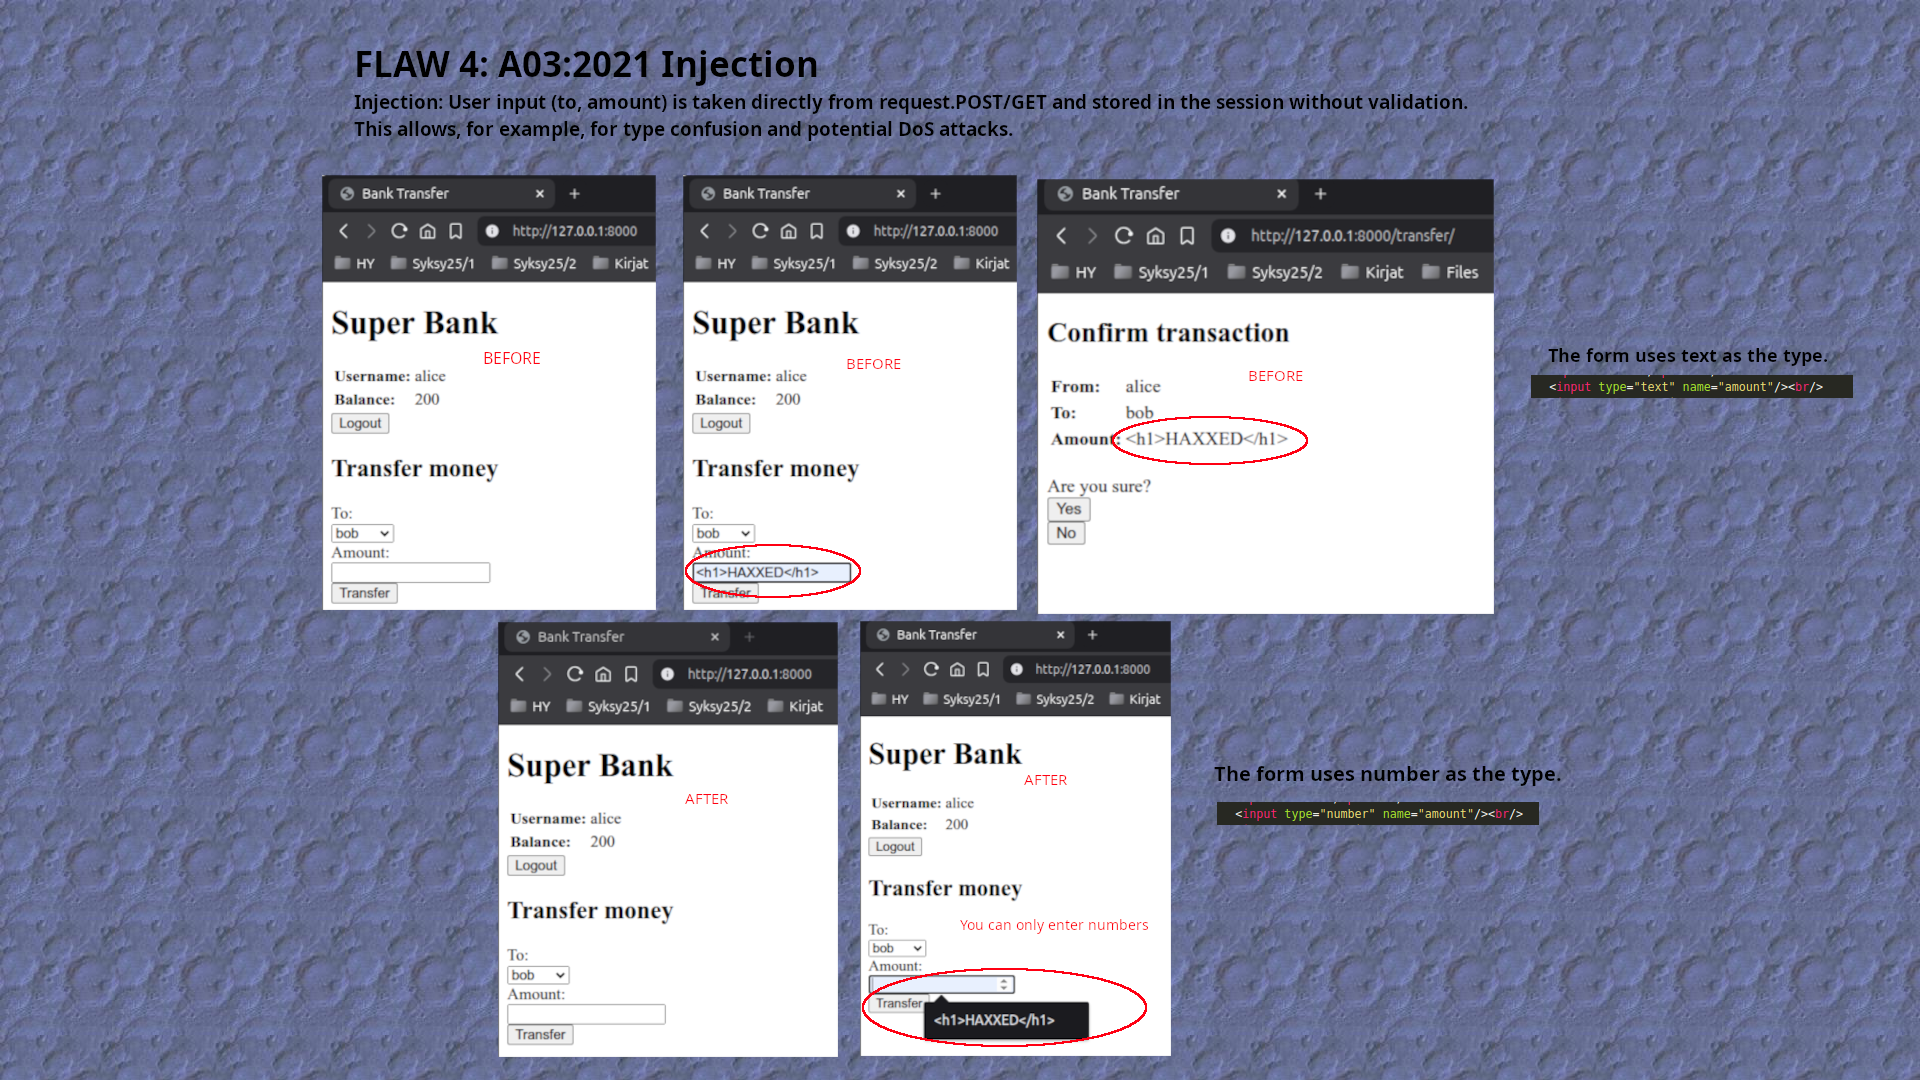 FLAW 4: A03:2021 Injection
Injection: User input (to, amount) is taken directly from request.POST/GET and stored in the session without validation.
This allows, for example, for type confusion and potential DoS attacks.
Bank Transfer
http://127.0.0.1:8000
HY Syksy25/1 Syksy25/2 Kirjat
Super Bank
BEFORE
Username: alice
Balance: 200
Logout
Transfer money
To:
bob
Amount:
Transfer
Bank Transfer
http://127.0.0.1:8000
HY Syksy25/1 Syksy25/2 Kirjat
Super Bank
BEFORE
Username: alice
Balance: 200
Logout
Transfer money
To:
bob
Amount:
<h1>HAXXED</h1>
Transfer
Bank Transfer
http://127.0.0.1:8000/transfer/
HY Syksy25/1 Syksy25/2 Kirjat Files
Confirm transaction
BEFORE
From: alice
To: bob
Amount: <h1>HAXXED</h1>
Are you sure?
Yes
No
The form uses text as the type.
<input type="text" name="amount"/><br/>
Bank Transfer
http://127.0.0.1:8000
HY Syksy25/1 Syksy25/2 Kirjat
Super Bank
AFTER
Username: alice
Balance: 200
Logout
Transfer money
To:
bob
Amount:
Transfer
Bank Transfer
http://127.0.0.1:8000
HY Syksy25/1 Syksy25/2 Kirjat
Super Bank
AFTER
Username: alice
Balance: 200
Logout
Transfer money
You can only enter numbers
To:
bob
Amount:
Transfer
<h1>HAXXED</h1>
The form uses number as the type.
<input type="number" name="amount"/><br/>